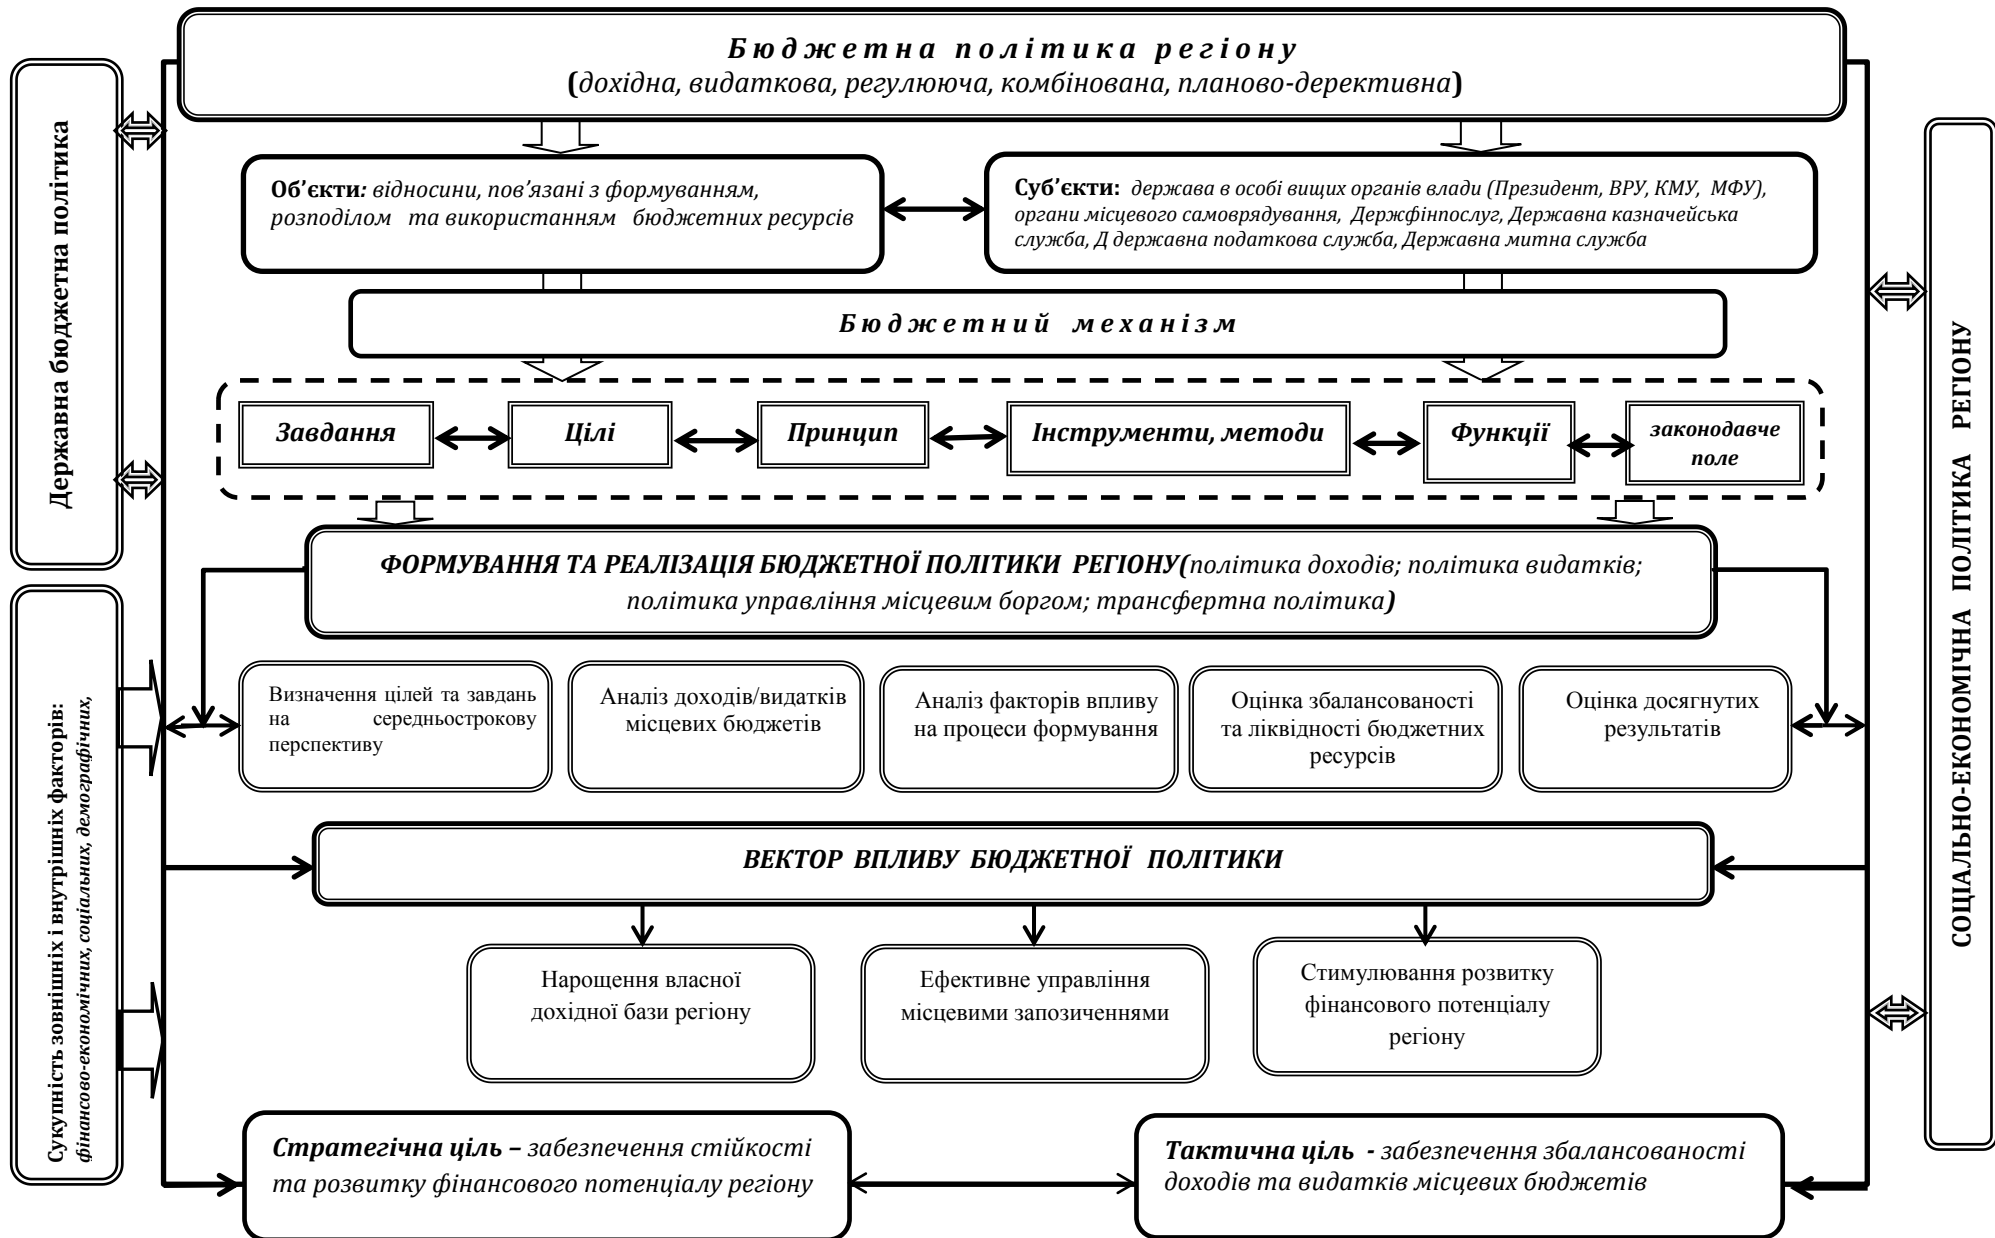 Бюджетна політика регіону
(дохідна, видаткова, регулююча, комбінована, планово-дерективна)
Державна бюджетна політика
Об’єкти: відносини, пов’язані з формуванням,
розподілом та використанням бюджетних ресурсів
Суб’єкти: держава в особі вищих органів влади (Президент, ВРУ, КМУ, МФУ),
органи місцевого самоврядування, Держфінпослуг, Державна казначейська
служба, Д державна податкова служба, Державна митна служба
Бюджетний механізм
Завдання
Цілі
Принцип
Інструменти, методи
Функції
законодавче
поле
СОЦІАЛЬНО-ЕКОНОМІЧНА ПОЛІТИКА РЕГІОНУ
ФОРМУВАННЯ ТА РЕАЛІЗАЦІЯ БЮДЖЕТНОЇ ПОЛІТИКИ РЕГІОНУ(політика доходів; політика видатків;
політика управління місцевим боргом; трансфертна політика)
Сукупність зовнішніх і внутрішніх факторів:
фінансово-економічних, соціальних, демографічних,
Визначення цілей та завдань
на середньострокову
перспективу
Аналіз доходів/видатків
місцевих бюджетів
Аналіз факторів впливу
на процеси формування
Оцінка збалансованості
та ліквідності бюджетних
ресурсів
Оцінка досягнутих
результатів
ВЕКТОР ВПЛИВУ БЮДЖЕТНОЇ ПОЛІТИКИ
Нарощення власної
дохідної бази регіону
Ефективне управління
місцевими запозиченнями
Стимулювання розвитку
фінансового потенціалу
регіону
Стратегічна ціль – забезпечення стійкості
та розвитку фінансового потенціалу регіону
Тактична ціль - забезпечення збалансованості
доходів та видатків місцевих бюджетів